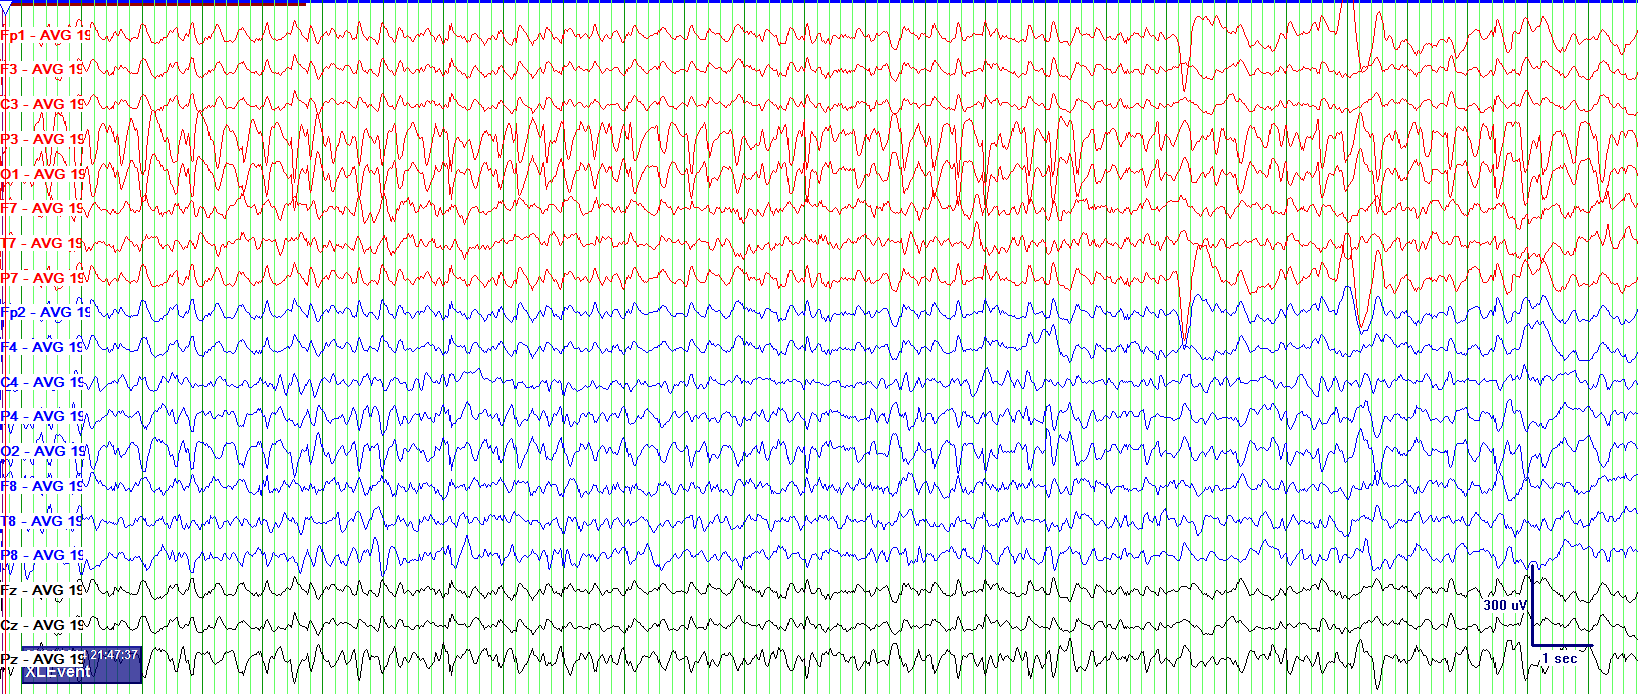 Fp1 - AVG 19
F3 - AVG 19
C3 - AVG 19
P3 - AVG 19
O1 - AVG 19
F7 - AVG 19
T7 - AVG 19
P7 - AVG 19
Fp2 - AVG 19
F4 - AVG 19
C4 - AVG 19
P4 - AVG 19
O2 - AVG 19
F8 - AVG 19
T8 - AVG 19
P8 - AVG 19
Fz - AVG 19
Cz - AVG 19
300 uV
Pz - AVG 19
21:47:37
1 sec
XLEvent